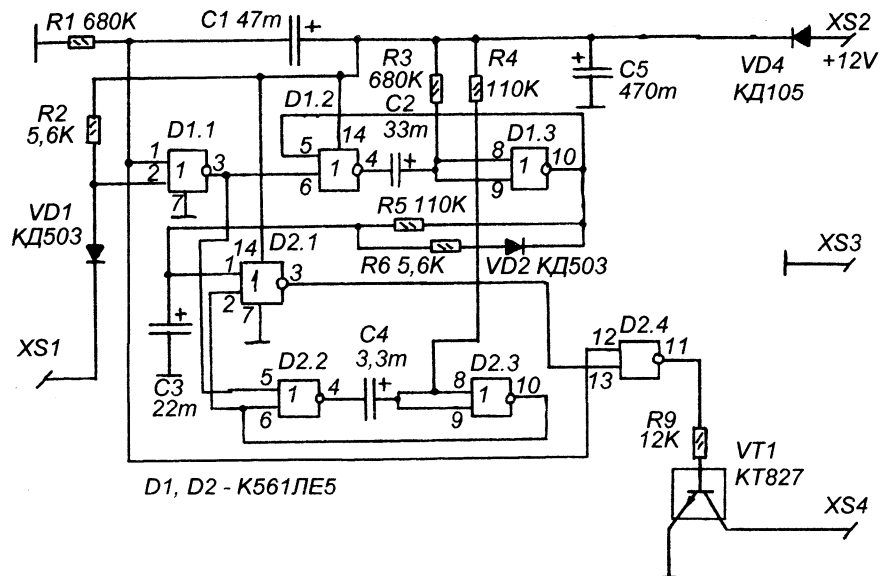 R1 680K
C1 47m
+
XS2
R3
680K
R4
110K
+
C5
470m
VD4
КД105
+12V
R2
5,6K
D1.1
D1.2
C2
33m
D1.3
1
2
1
3
7
5
14
1
4
6
+
8
1
10
9
VD1
КД503
R5 110K
D2.1
14
1
1
3
2
7
R6 5,6K
VD2 КД503
XS3
+
XS1
C3
22m
D2.2
C4
3,3m
D2.3
D2.4
5
1
4
6
+
8
1
10
9
12
11
13
R9
12K
VT1
КТ827
D1, D2 - К561ЛЕ5
XS4